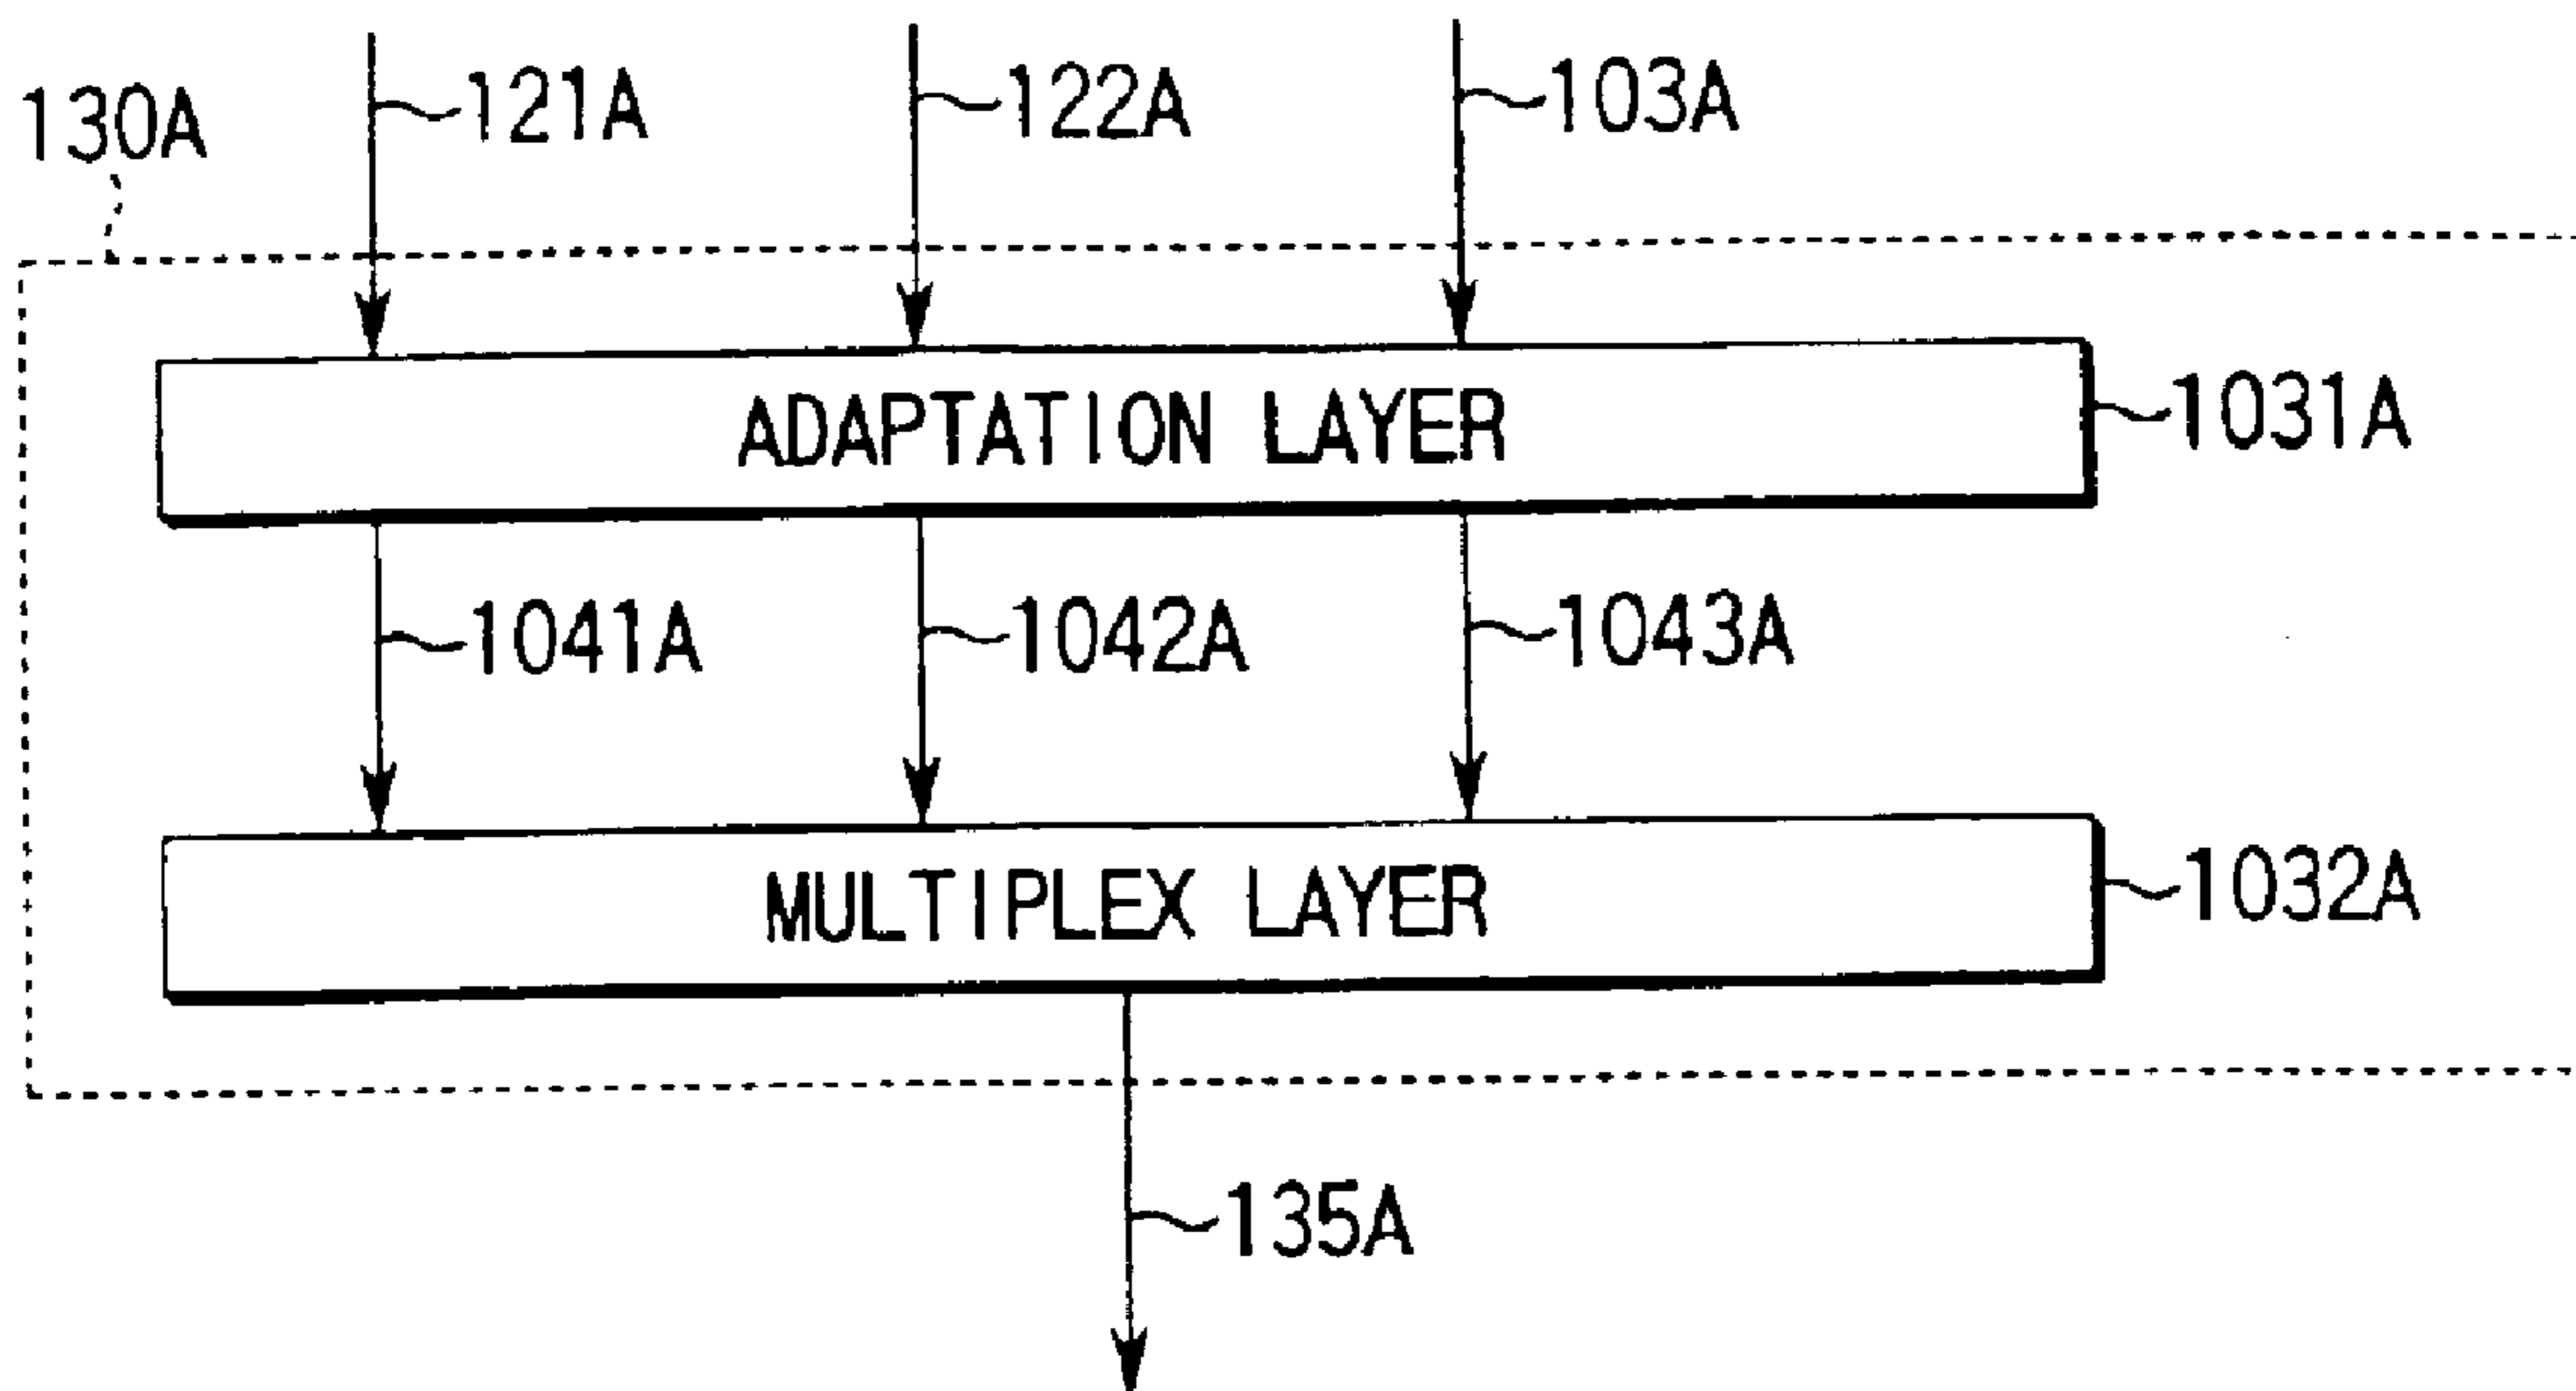 130A
121A
122A
103A
ADAPTATION LAYER
1031A
1041A
1042A
1043A
MULTIPLEX LAYER
1032A
135A